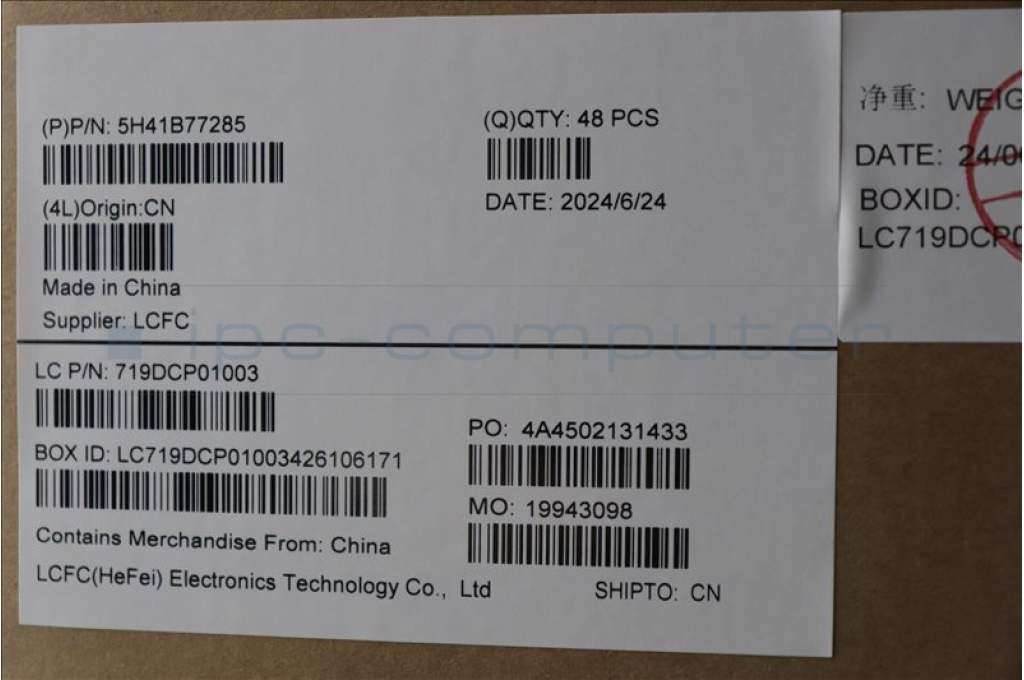 (P)P/N: 5H41B77285
(Q)QTY: 48 PCS
(4L)Origin:CN
DATE: 2024/6/24
Made in China
Supplier: LCFC
ipc-computer
LC P/N: 719DCP01003
PO: 4A4502131433
BOX ID: LC719DCP01003426106171
MO: 19943098
Contains Merchandise From: China
LCFC(HeFei) Electronics Technology Co., Ltd
SHIPTO: CN
净重:
DATE:
BOXID: